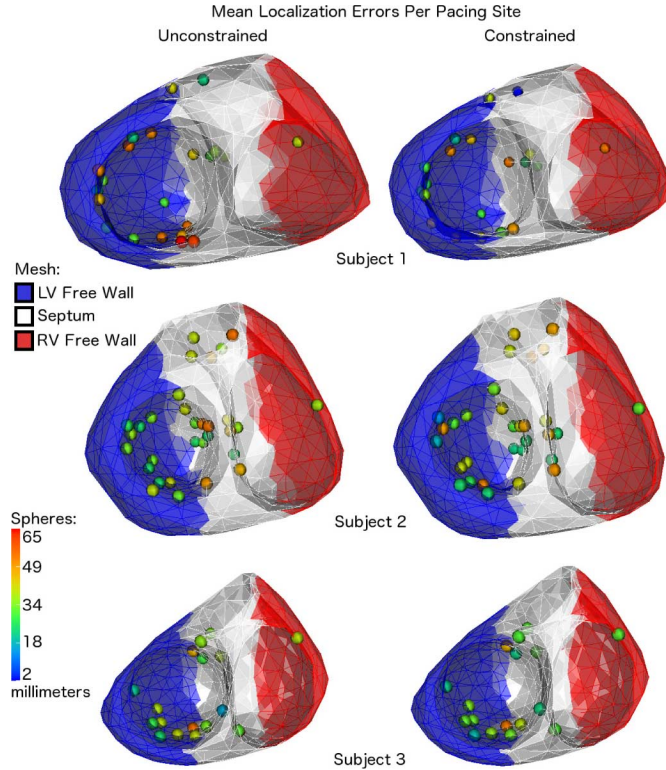 Mean Localization Errors Per Pacing Site
Unconstrained
Constrained
Subject 1
Mesh:
LV Free Wall
Septum
RV Free Wall
Subject 2
Spheres:
65
49
34
18
2
millimeters
Subject 3